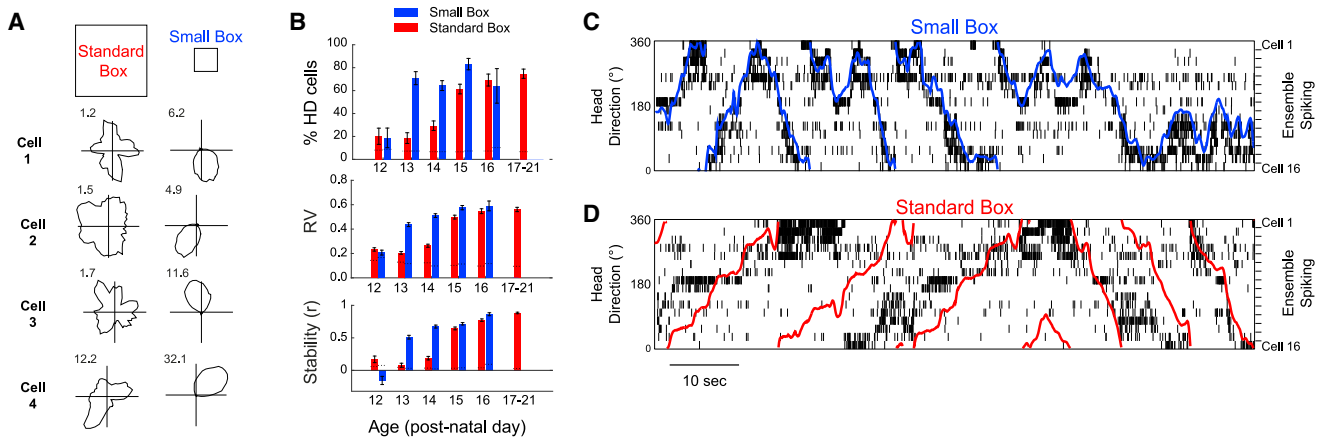 A
Standard
Box
Small Box
Cell
1
1.2
6.2
Cell
2
1.5
4.9
Cell
3
1.7
11.6
Cell
4
12.2
32.1
B
Small Box
Standard Box
% HD cells
100
80
60
40
20
0
12 13 14 15 16 17-21
RV
0.8
0.6
0.4
0.2
0.0
12 13 14 15 16 17-21
Stability (r)
1
0.5
0
12 13 14 15 16 17-21
Age (post-natal day)
C
Small Box
Head
Direction (°)
360
180
0
Cell 1
Ensemble
Spiking
Cell 16
D
Standard Box
Head
Direction (°)
360
180
0
Cell 1
Ensemble
Spiking
Cell 16
10 sec